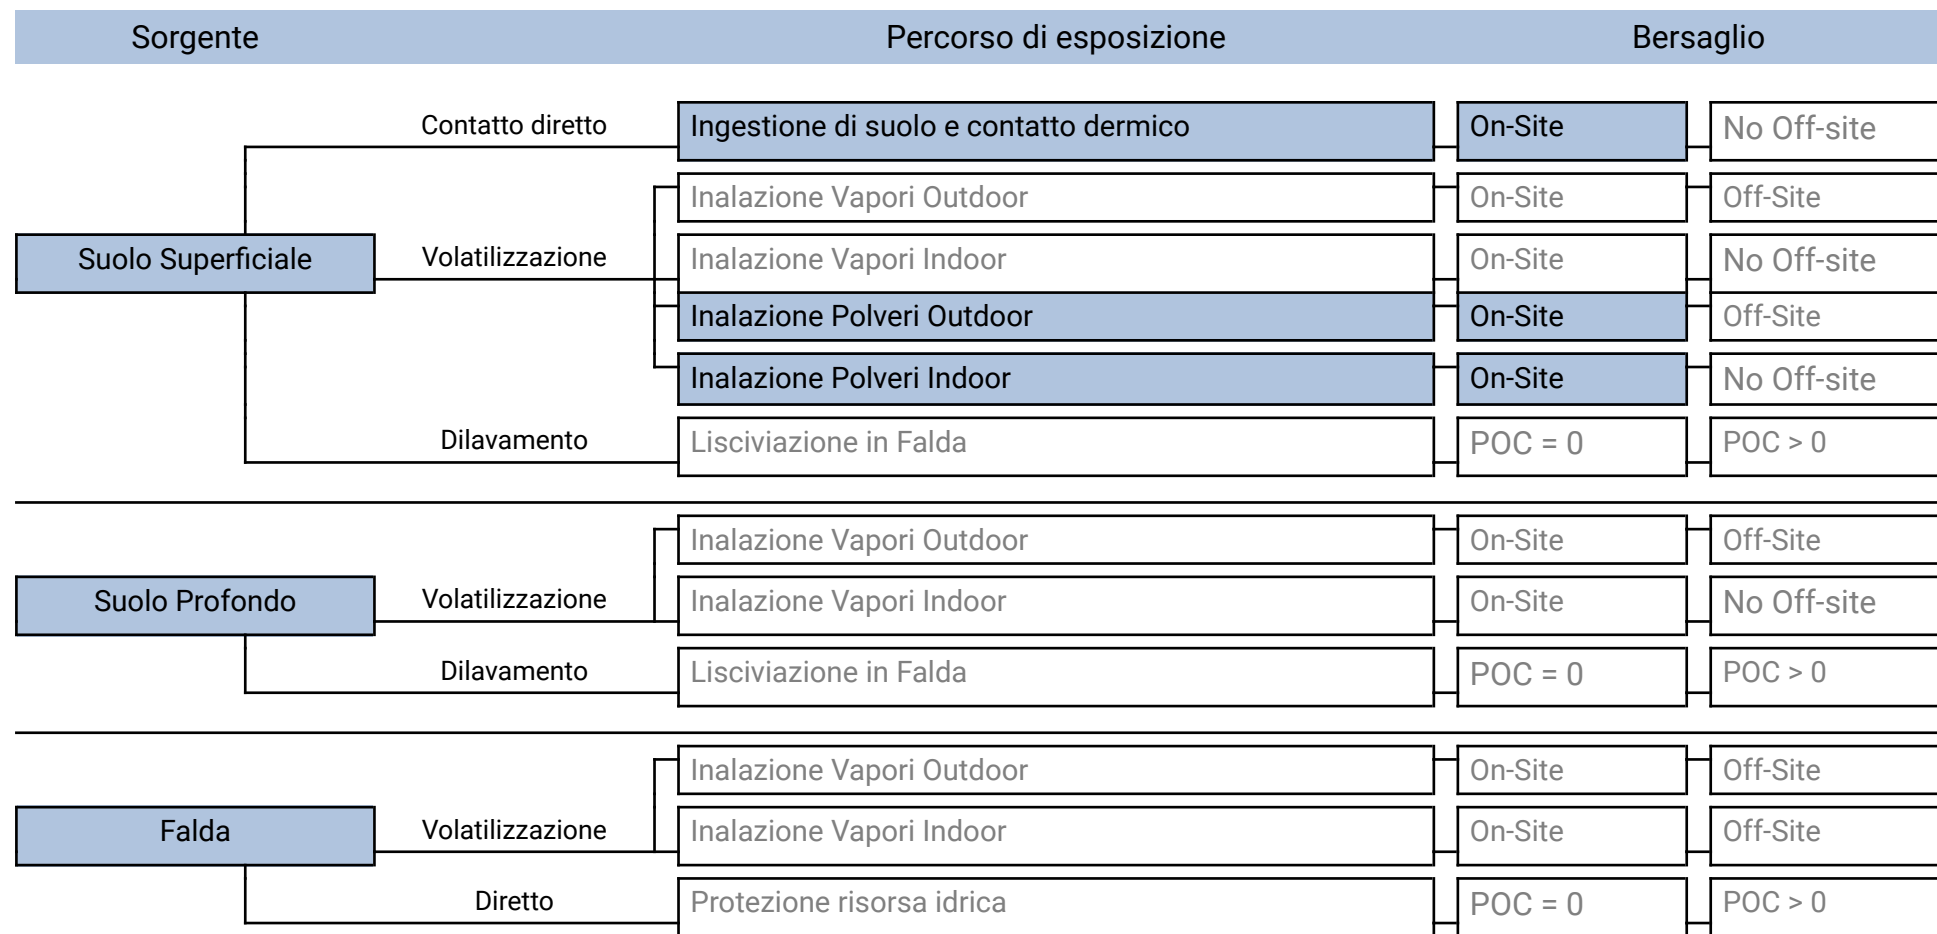 Sorgente Percorso di esposizione Bersaglio
Contatto diretto Ingestione di suolo e contatto dermico On-Site No Off-site
Inalazione Vapori Outdoor On-Site Off-Site
Suolo Superficiale Volatilizzazione Inalazione Vapori Indoor On-Site No Off-site
Inalazione Polveri Outdoor On-Site Off-Site
Inalazione Polveri Indoor On-Site No Off-site
Dilavamento Lisciviazione in Falda POC = 0 POC > 0
Inalazione Vapori Outdoor On-Site Off-Site
Suolo Profondo Volatilizzazione Inalazione Vapori Indoor On-Site No Off-site
Dilavamento Lisciviazione in Falda POC = 0 POC > 0
Inalazione Vapori Outdoor On-Site Off-Site
Falda Volatilizzazione Inalazione Vapori Indoor On-Site Off-Site
Diretto Protezione risorsa idrica POC = 0 POC > 0